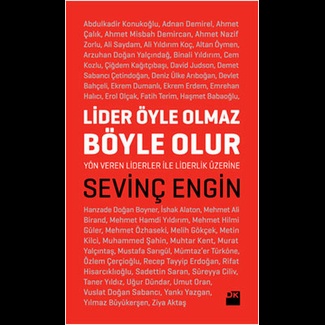 Abdulkadir Konukoğlu, Adnan Demirel, Ahmet
Çalık, Ahmet Misbah Demircan, Ahmet Nazif
Zorlu, Ali Saydam, Ali Yıldırım Koç, Altan Öymen,
Arzuhan Doğan Yalçındağ, Binali Yıldırım, Cem
Kozlu, Çiğdem Kağıtçıbaşı, David Judson, Demet
Sabancı Çetindoğan, Deniz Ülke Arıboğan, Devlet
Bahçeli, Ekrem Dumanlı, Ekrem Erdem, Emrehan
Halıcı, Erol Olçak, Fatih Terim, Haşmet Babaoğlu,
LİDER ÖYLE OLMAZ
BÖYLE OLUR
YÖN VEREN LİDERLER İLE LİDERLİK ÜZERİNE
SEVİNÇ ENGİN
Hanzade Doğan Boyner, İshak Alaton, Mehmet Ali
Birand, Mehmet Hamdi Yıldırım, Mehmet Hilmi
Güler, Mehmet Özhaseki, Melih Gökçek, Metin
Kilci, Muhammed Şahin, Muhtar Kent, Murat
Yalçıntaş, Mustafa Sarıgül, Mümtaz'er Türköne,
Özlem Çerçioğlu, Recep Tayyip Erdoğan, Rifat
Hisarcıklıoğlu, Sadettin Saran, Süreyya Ciliv,
Taner Yıldız, Uğur Dündar, Umut Oran,
Vuslat Doğan Sabancı, Yankı Yazgan,
Yılmaz Büyükerşen, Ziya Aktaş
DK